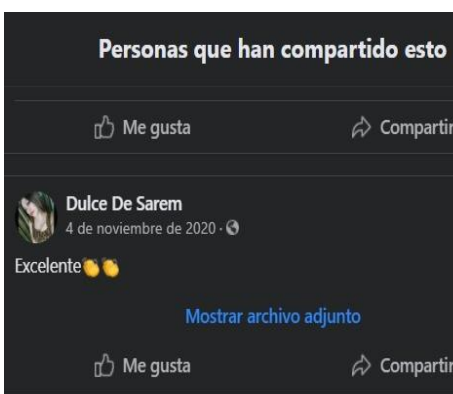 Personas que han compartido esto
Me gusta Compartir
Dulce De Sarem
4 de noviembre de 2020 ·
Excelente👏👏
Mostrar archivo adjunto
Me gusta Compartir